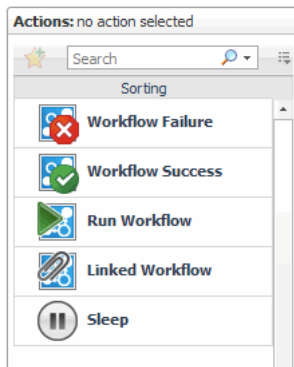 Actions: no action selected
Search
Sorting
Workflow Failure
Workflow Success
Run Workflow
Linked Workflow
Sleep